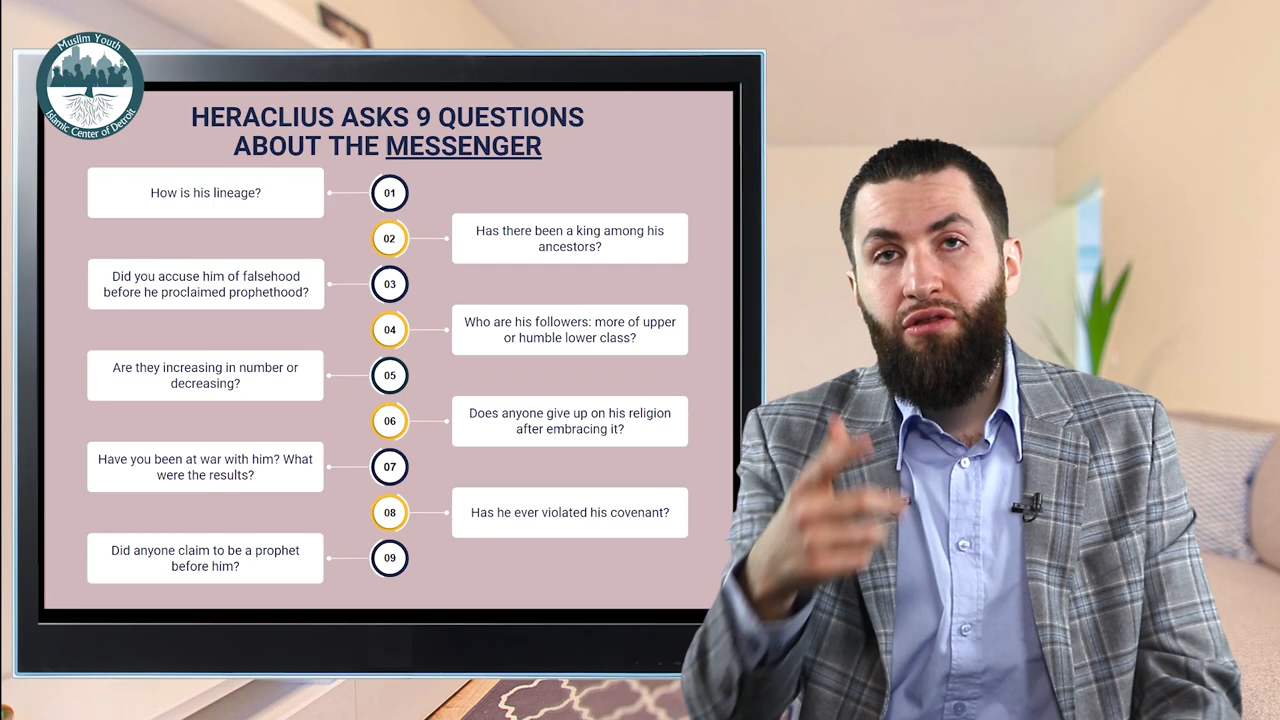 Muslim Youth
Islamic Center of Detroit
HERACLIUS ASKS 9 QUESTIONS
ABOUT THE MESSENGER
How is his lineage?
01
02
Has there been a king among his
ancestors?
Did you accuse him of falsehood
before he proclaimed prophethood?
03
04
Who are his followers: more of upper
or humble lower class?
Are they increasing in number or
decreasing?
05
06
Does anyone give up on his religion
after embracing it?
Have you been at war with him? What
were the results?
07
08
Has he ever violated his covenant?
Did anyone claim to be a prophet
before him?
09